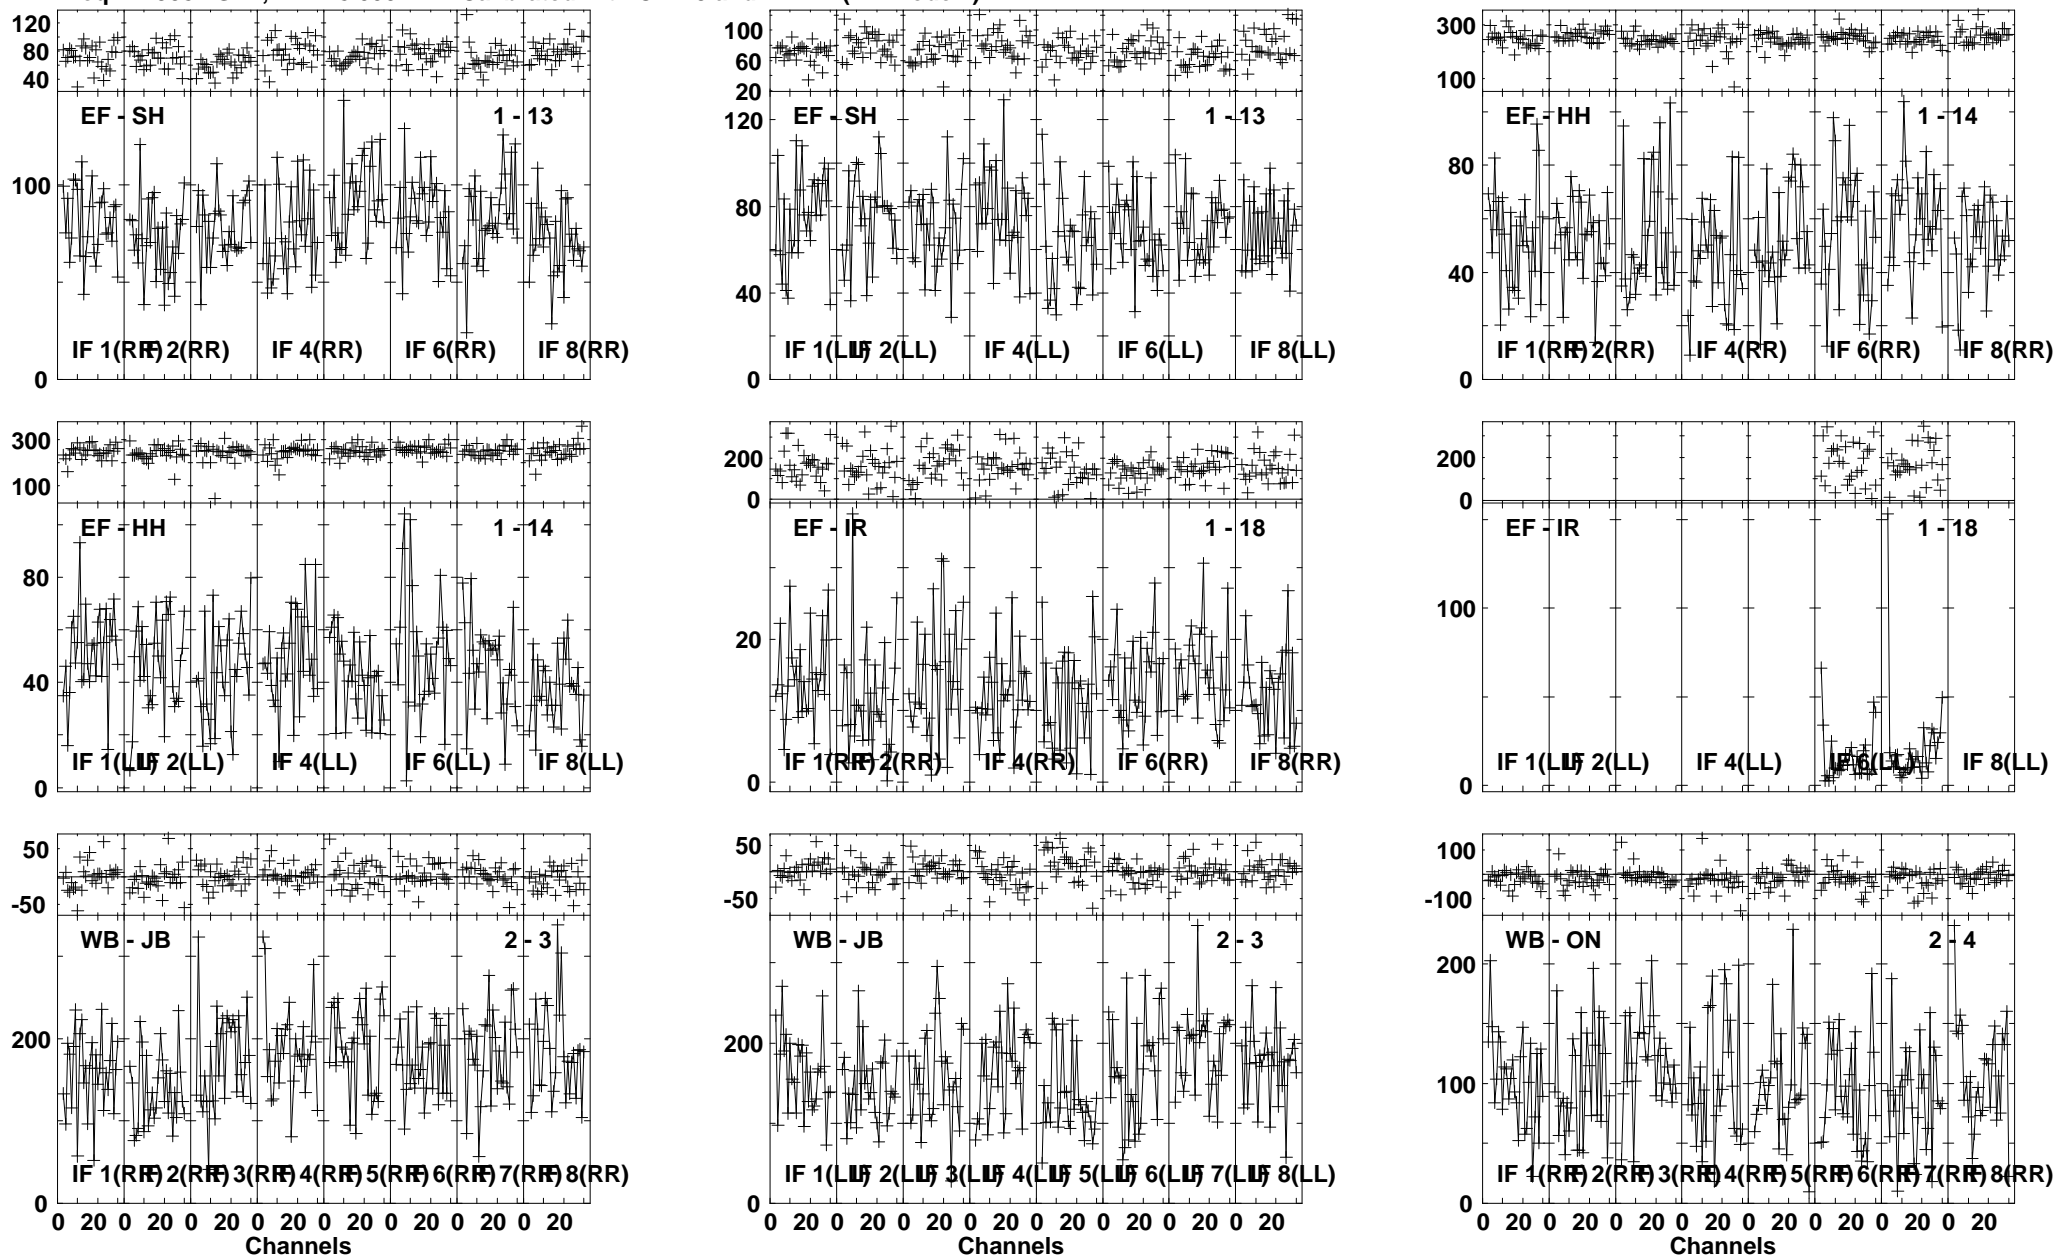 120
80
40
100
60
20
300
100
EF - SH 1 - 13
EF - SH 1 - 13
EF - HH 1 - 14
100
0
120
80
40
0
80
40
0
IF 1(RR) IF 2(RR) IF 4(RR) IF 6(RR) IF 8(RR)
IF 1(LL) IF 2(LL) IF 4(LL) IF 6(LL) IF 8(LL)
IF 1(RR) IF 2(RR) IF 4(RR) IF 6(RR) IF 8(RR)
300
100
200
0
200
0
EF - HH 1 - 14
EF - IR 1 - 18
EF - IR 1 - 18
80
40
0
20
0
100
0
IF 1(LL) IF 2(LL) IF 4(LL) IF 6(LL) IF 8(LL)
IF 1(RR) IF 2(RR) IF 4(RR) IF 6(RR) IF 8(RR)
IF 1(LL) IF 2(LL) IF 4(LL) IF 6(LL) IF 8(LL)
50
-50
50
-50
100
-100
WB - JB 2 - 3
WB - JB 2 - 3
WB - ON 2 - 4
200
0
200
0
200
100
0
IF 1(RR) IF 2(RR) IF 3(RR) IF 4(RR) IF 5(RR) IF 6(RR) IF 7(RR) IF 8(RR)
IF 1(LL) IF 2(LL) IF 3(LL) IF 4(LL) IF 5(LL) IF 6(LL) IF 7(LL) IF 8(LL)
IF 1(RR) IF 2(RR) IF 3(RR) IF 4(RR) IF 5(RR) IF 6(RR) IF 7(RR) IF 8(RR)
0 20 0 20 0 20 0 20 0 20 0 20 0 20 0 20
0 20 0 20 0 20 0 20 0 20 0 20 0 20 0 20
0 20 0 20 0 20 0 20 0 20 0 20 0 20 0 20
Channels
Channels
Channels